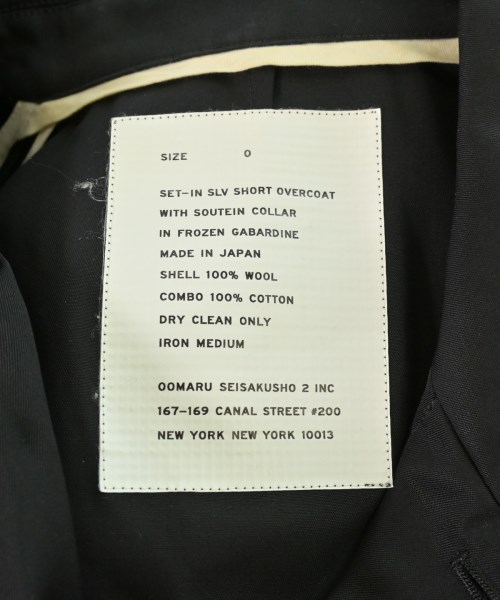 SIZE 0
SET-IN SLV SHORT OVERCOAT
WITH SOUTEIN COLLAR
IN FROZEN GABARDINE
MADE IN JAPAN
SHELL 100% WOOL
COMBO 100% COTTON
DRY CLEAN ONLY
IRON MEDIUM
OOMARU SEISAKUSHO 2 INC
167-169 CANAL STREET #200
NEW YORK NEW YORK 10013